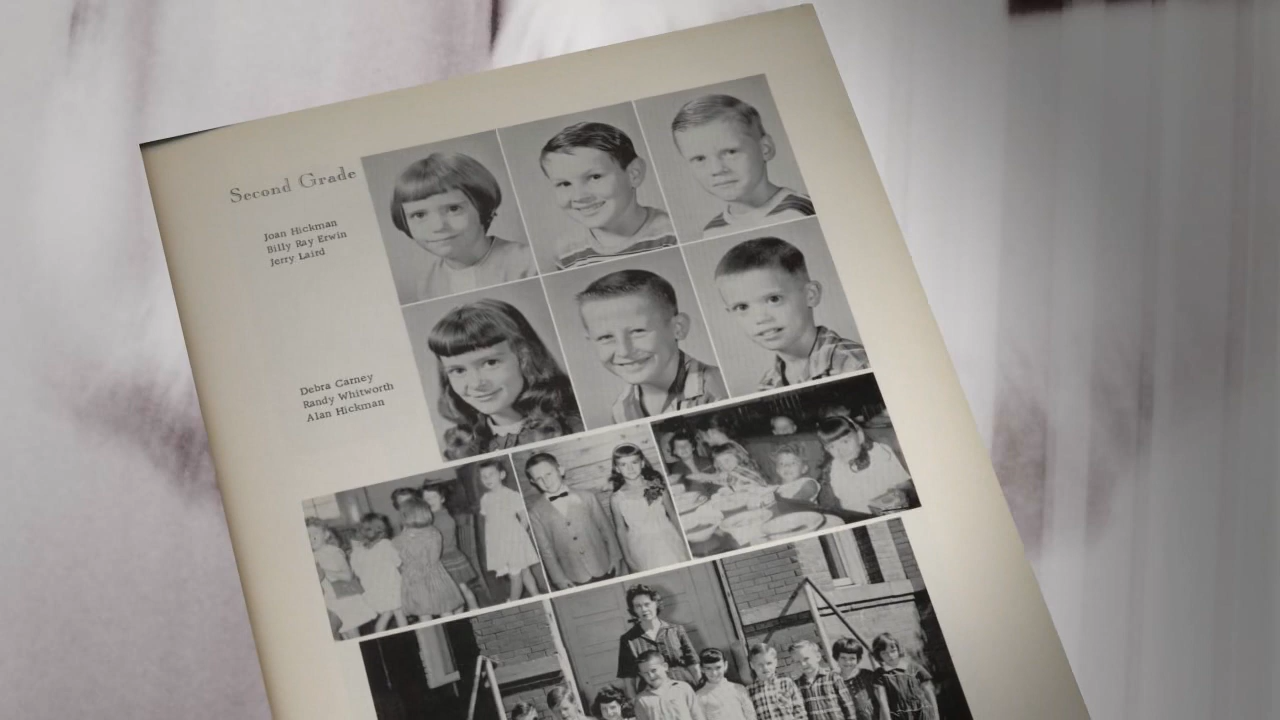 Second Grade
Joan Hickman
Billy Ray Erwin
Jerry Laird
Debra Carney
Randy Whitworth
Alan Hickman